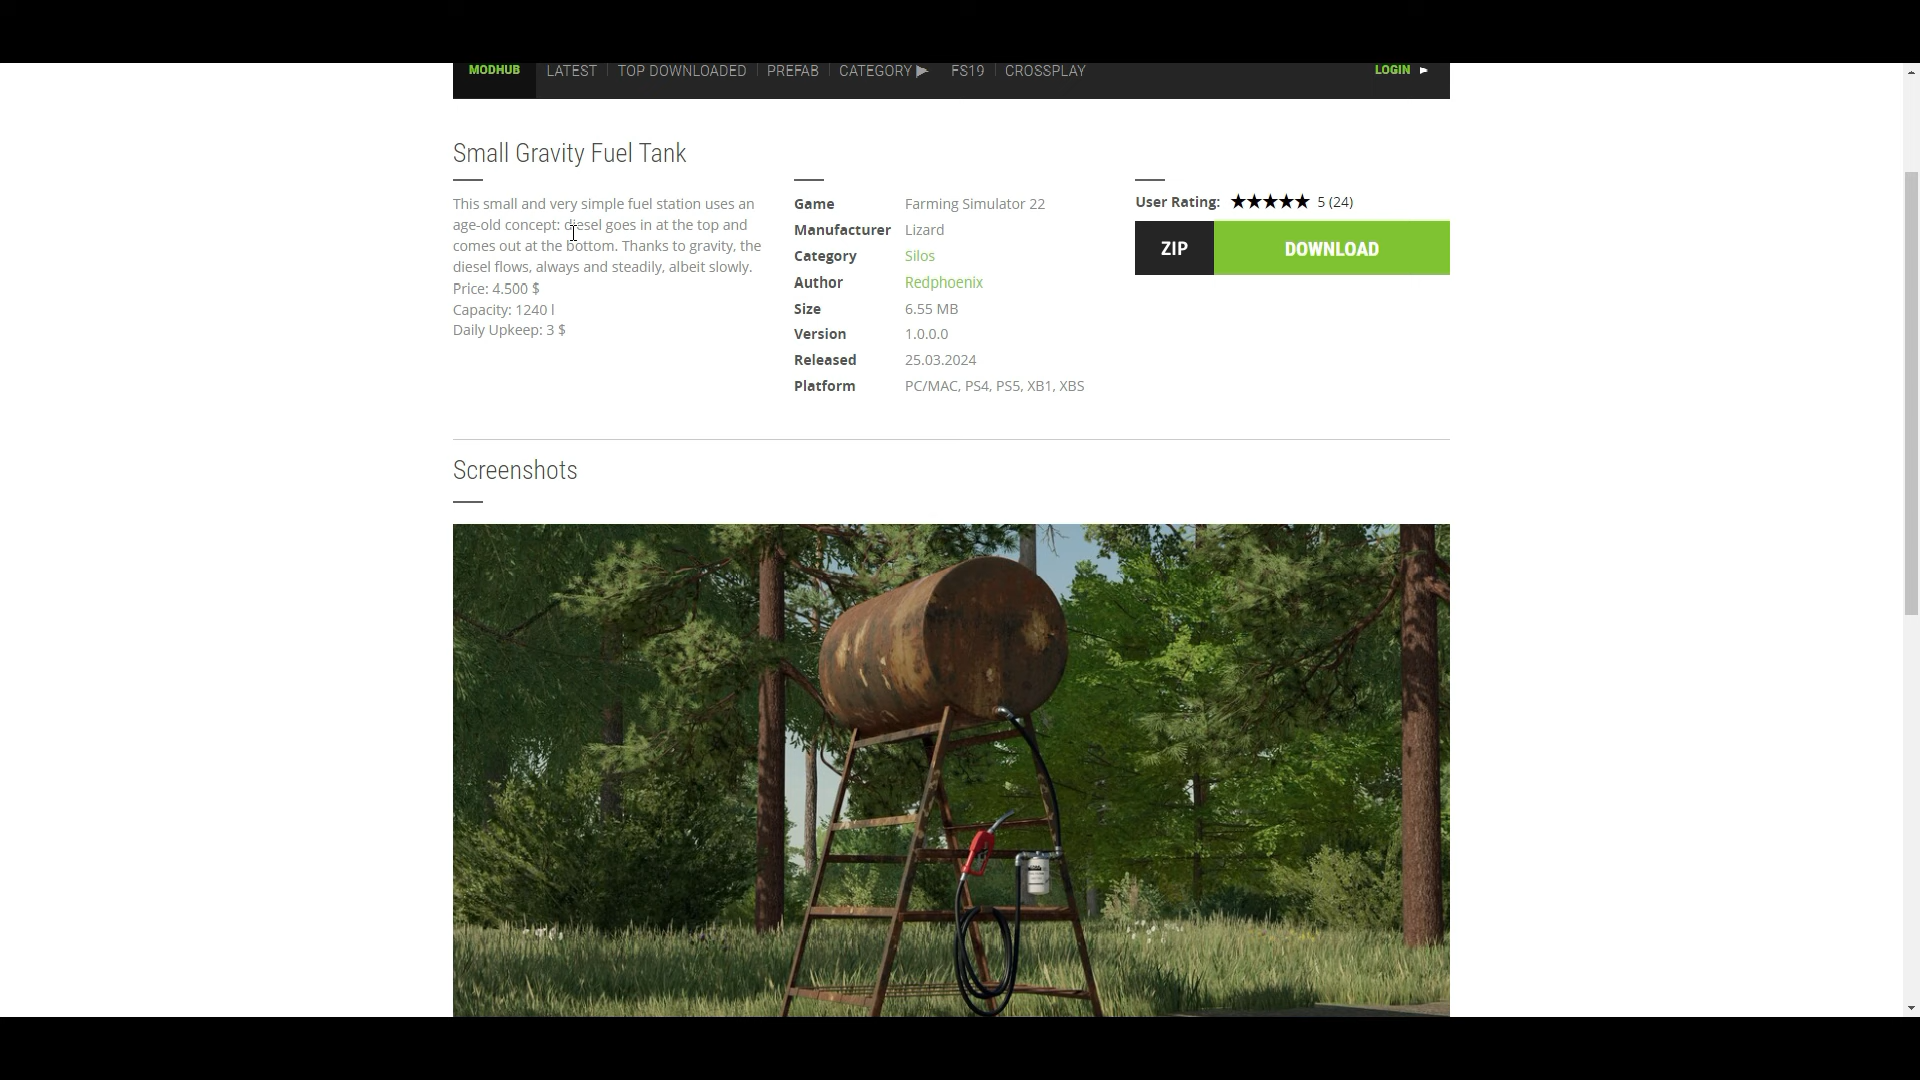 MODHUB LATEST TOP DOWNLOADED PREFAB CATEGORY ▶ FS19 CROSSPLAY LOGIN ►
Small Gravity Fuel Tank
This small and very simple fuel station uses an
age-old concept: diesel goes in at the top and
comes out at the bottom. Thanks to gravity, the
diesel flows, always and steadily, albeit slowly.
Price: 4.500 $
Capacity: 1240 l
Daily Upkeep: 3 $
Game Farming Simulator 22
Manufacturer Lizard
Category Silos
Author Redphoenix
Size 6.55 MB
Version 1.0.0.0
Released 25.03.2024
Platform PC/MAC, PS4, PS5, XB1, XBS
User Rating: ★★★★★ 5 (24)
ZIP DOWNLOAD
Screenshots